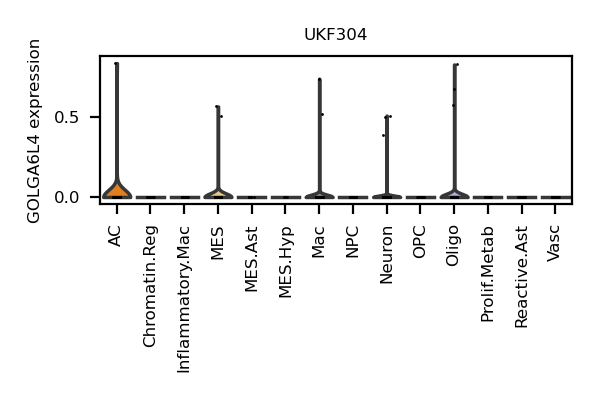 UKF304
GOLGA6L4 expression
0.5
0.0
AC
Chromatin.Reg
Inflammatory.Mac
MES
MES.Ast
MES.Hyp
Mac
NPC
Neuron
OPC
Oligo
Prolif.Metab
Reactive.Ast
Vasc